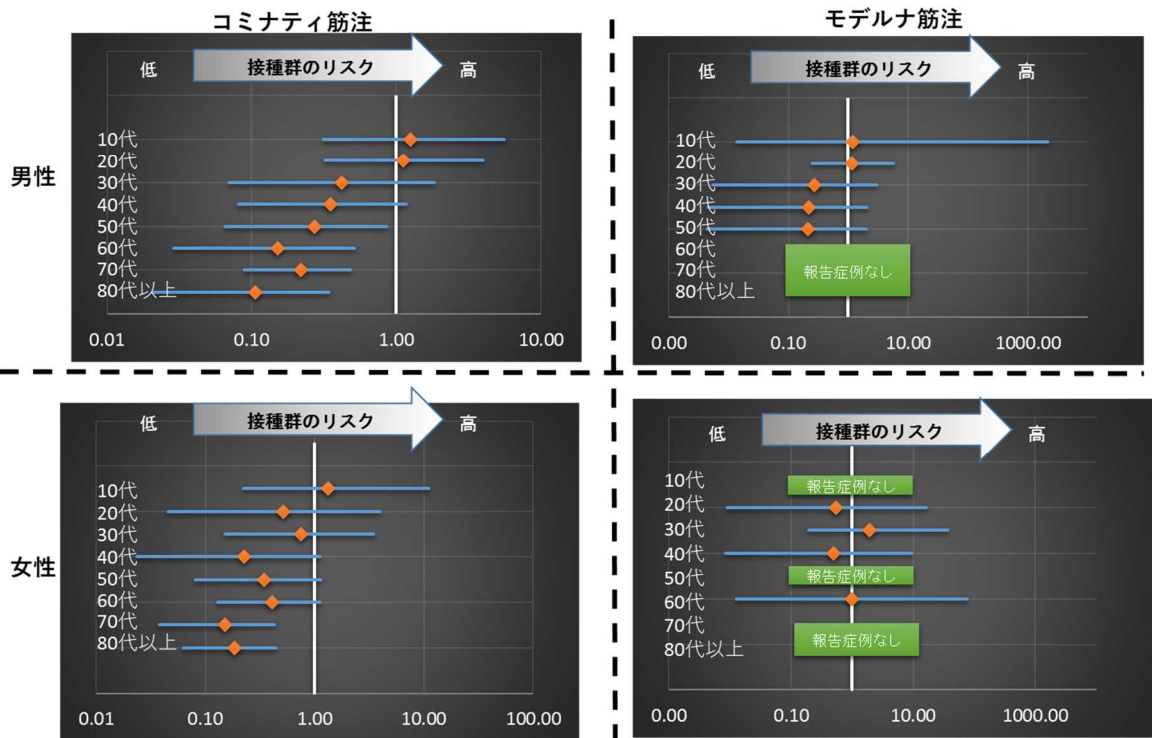 コミナティ筋注
モデルナ筋注
男性
低 接種群のリスク 高
10代
20代
30代
40代
50代
60代
70代
80代以上
0.01 0.10 1.00 10.00
低 接種群のリスク 高
10代
20代
30代
40代
50代
60代
70代
80代以上
報告症例なし
0.00 0.10 10.00 1000.00
女性
低 接種群のリスク 高
10代
20代
30代
40代
50代
60代
70代
80代以上
0.01 0.10 1.00 10.00 100.00
低 接種群のリスク 高
10代 報告症例なし
20代
30代
40代
50代 報告症例なし
60代
70代
80代以上
報告症例なし
0.00 0.10 10.00 1000.00